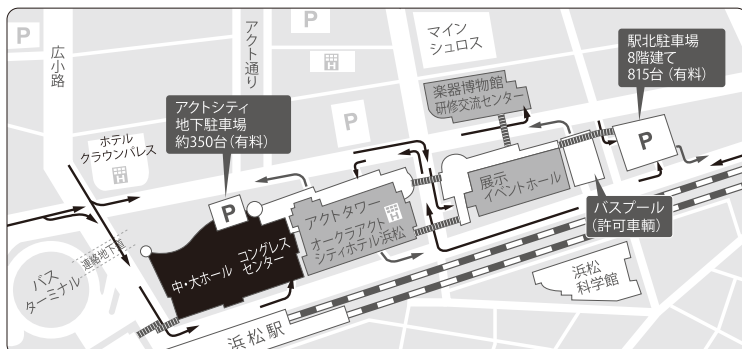 P
広小路
アクト通り
H
マイン
シュロス
駅北駐車場
8階建て
815台(有料)
アクトシティ
地下駐車場
約350台(有料)
楽器博物館
研修交流センター
P
P
ホテル
クラウンパレス
H
P
展示
イベントホール
アクトタワー
H
オークラアクト
シティホテル浜松
バスプール
(許可車輌)
コングレス
センター
中・大ホール
連絡地下道
バス
ターミナル
浜松
科学館
浜松駅